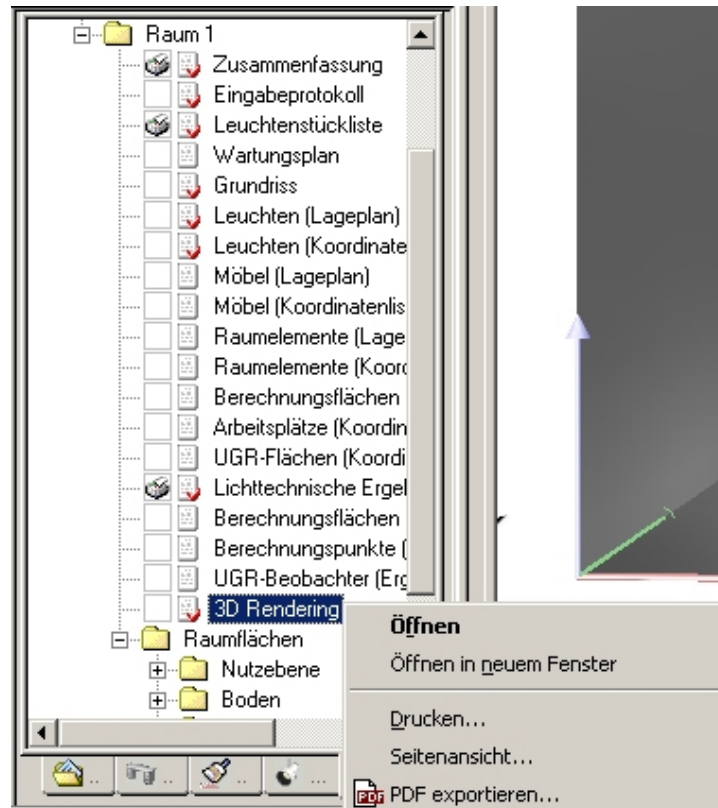 Raum 1
Zusammenfassung
Eingabeprotokoll
Leuchtenstückliste
Wartungsplan
Grundriss
Leuchten (Lageplan)
Leuchten (Koordinate
Möbel (Lageplan)
Möbel (Koordinatenlis
Raumelemente (Lage
Raumelemente (Koord
Berechnungsflächen
Arbeitsplätze (Koordin
UGR-Flächen (Koordi
Lichttechnische Ergel
Berechnungsflächen
Berechnungspunkte (
UGR-Beobachter (Erg
3D Rendering
Raumflächen
Nutzebene
Boden
.. .. .. ...
Öffnen
Öffnen in neuem Fenster
Drucken...
Seitenansicht...
PDF PDF exportieren...